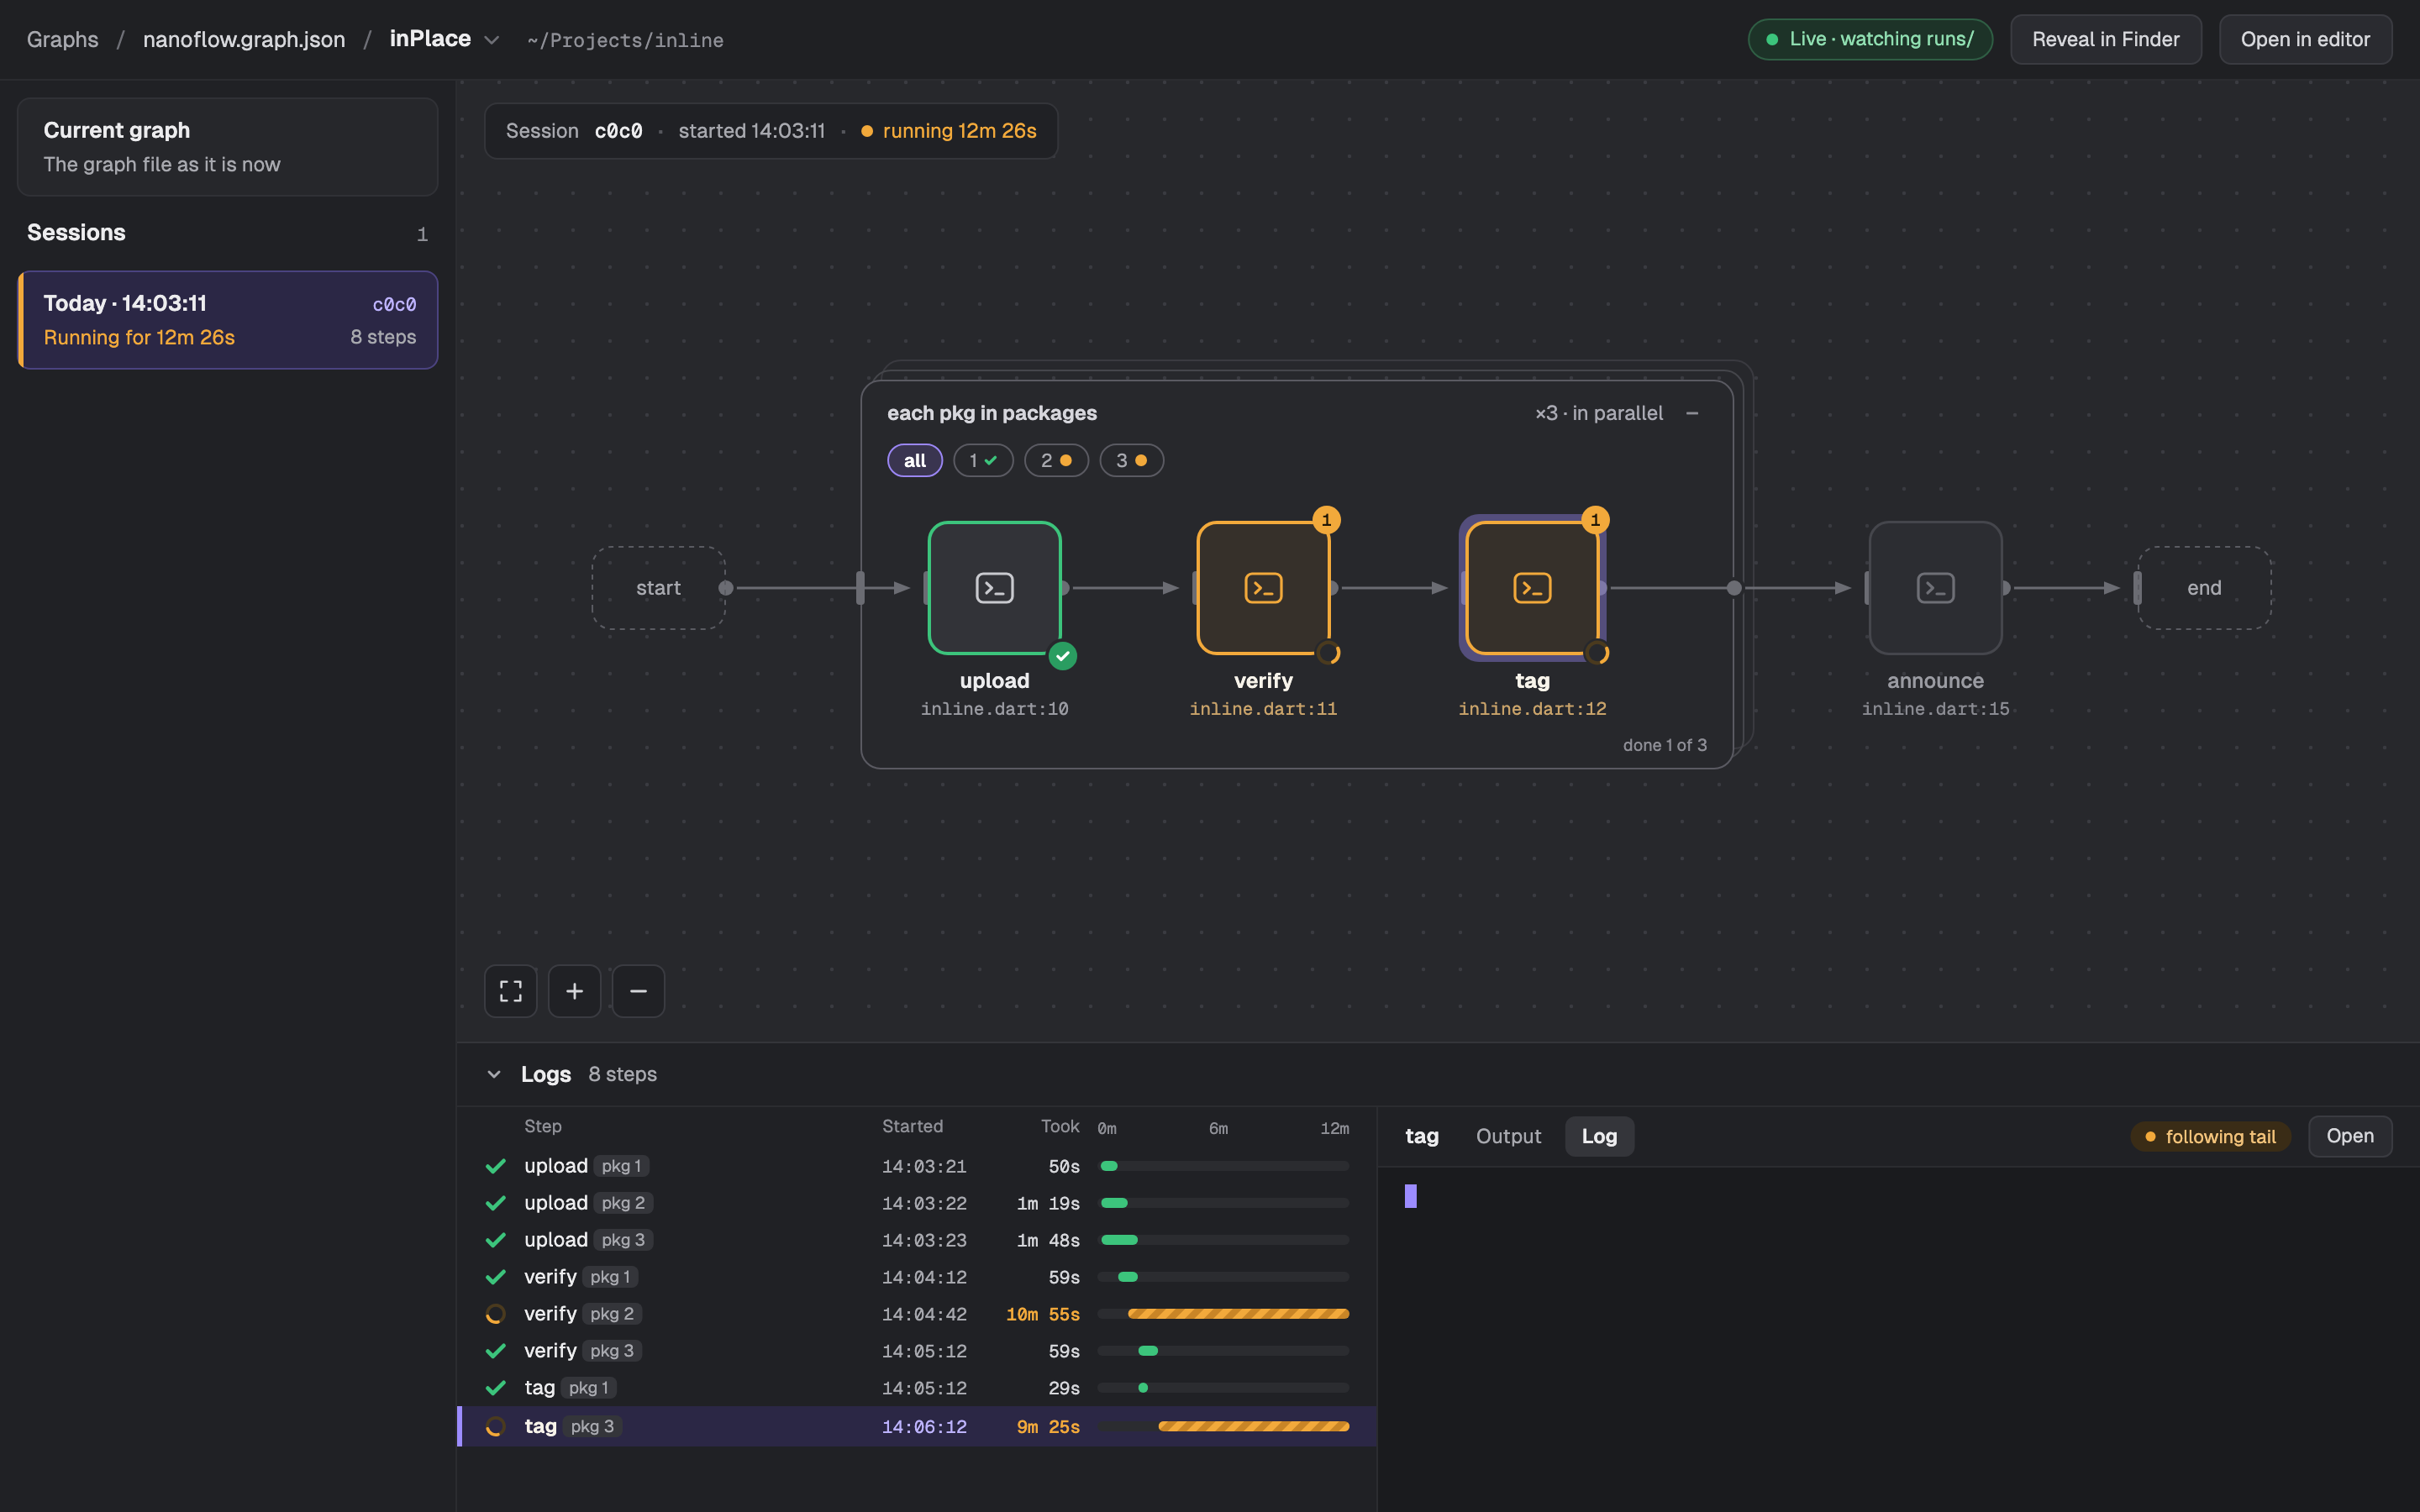 Graphs / nanoflow.graph.json / inPlace ~/Projects/inline
Live · watching runs/
Reveal in Finder
Open in editor
Current graph
The graph file as it is now
Sessions 1
Today · 14:03:11 c0c0
Running for 12m 26s 8 steps
Session c0c0 · started 14:03:11 · running 12m 26s
each pkg in packages ×3 · in parallel
all 1 2 3
1 1
start
end
upload verify tag announce
inline.dart:10 inline.dart:11 inline.dart:12 inline.dart:15
done 1 of 3
Logs 8 steps
Step Started Took 0m 6m 12m
upload pkg 1 14:03:21 50s
upload pkg 2 14:03:22 1m 19s
upload pkg 3 14:03:23 1m 48s
verify pkg 1 14:04:12 59s
verify pkg 2 14:04:42 10m 55s
verify pkg 3 14:05:12 59s
tag pkg 1 14:05:12 29s
tag pkg 3 14:06:12 9m 25s
tag Output Log following tail Open